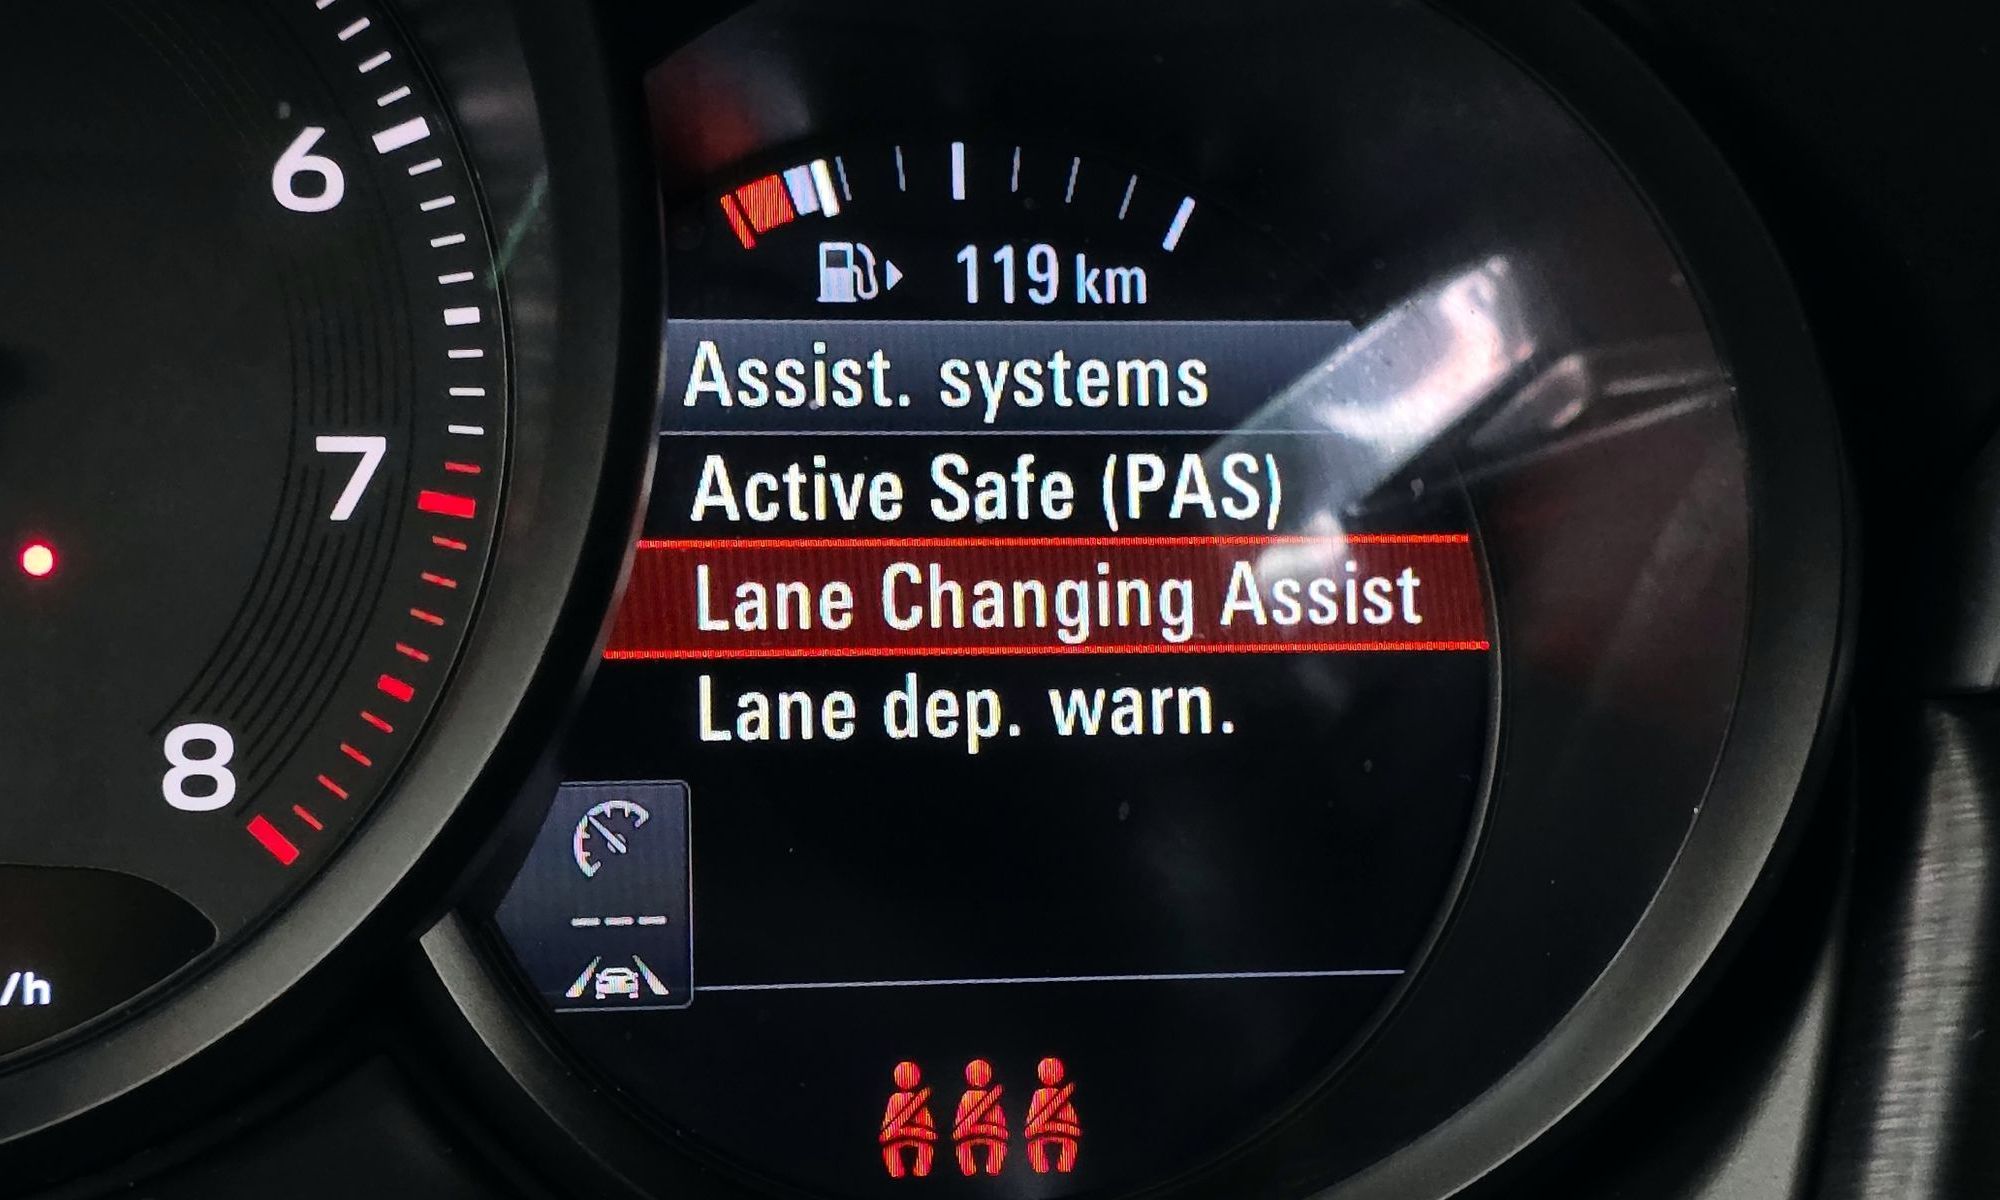 6
7
8
/h
119 km
Assist. systems
Active Safe (PAS)
Lane Changing Assist
Lane dep. warn.